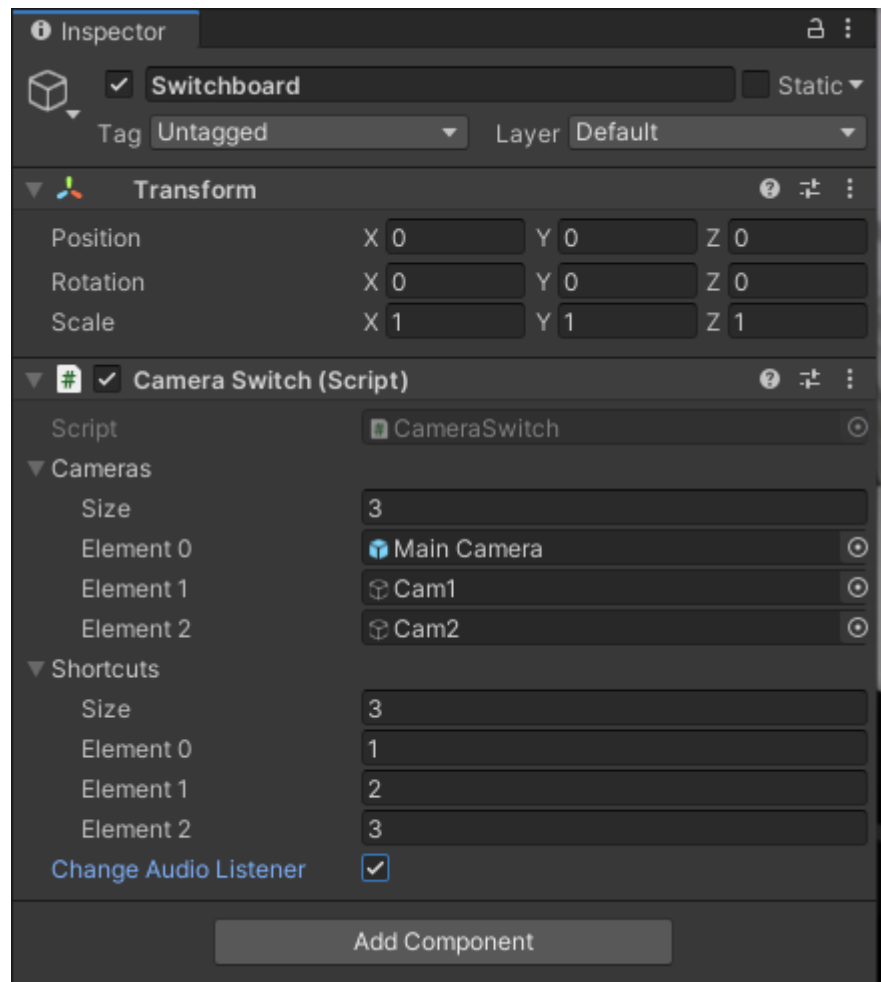 Inspector
Switchboard Static
Tag Untagged Layer Default
Transform
Position X 0 Y 0 Z 0
Rotation X 0 Y 0 Z 0
Scale X 1 Y 1 Z 1
# Camera Switch (Script)
Script # CameraSwitch
Cameras
Size 3
Element 0 Main Camera
Element 1 Cam1
Element 2 Cam2
Shortcuts
Size 3
Element 0 1
Element 1 2
Element 2 3
Change Audio Listener
Add Component